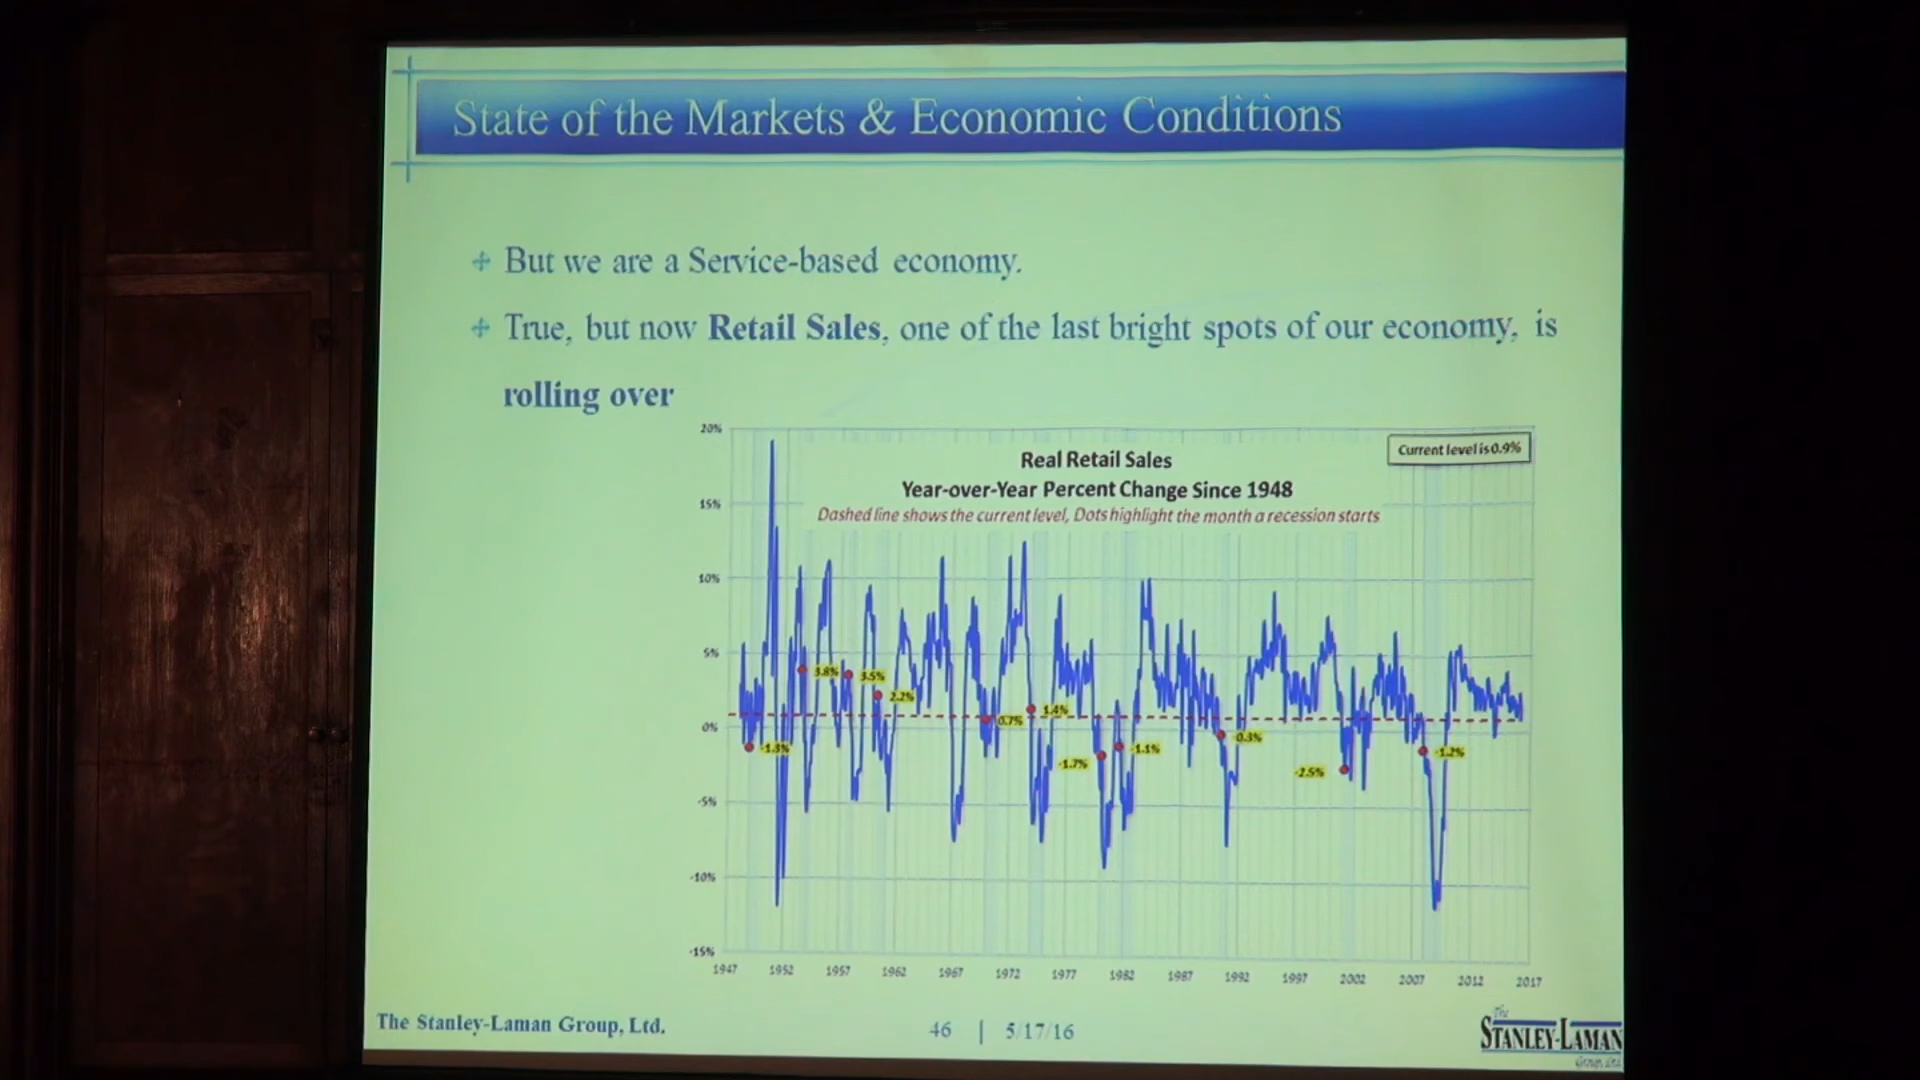 State of the Markets & Economic Conditions
But we are a Service-based economy.
True, but now Retail Sales, one of the last bright spots of our economy, is
rolling over
20%
Current level is 0.9%
Real Retail Sales
Year-over-Year Percent Change Since 1948
15%
Dashed line shows the current level, Dots highlight the month a recession starts
10%
5%
3.8%
3.5%
2.2%
1.4%
0.7%
0%
-0.3%
-1.3%
-1.1%
-1.2%
-1.7%
-2.5%
-5%
-10%
-15%
1947 1952 1957 1962 1967 1972 1977 1982 1987 1992 1997 2002 2007 2012 2017
The Stanley-Laman Group, Ltd.
46 | 5/17/16
The
STANLEY-LAMAN
Group, Ltd.